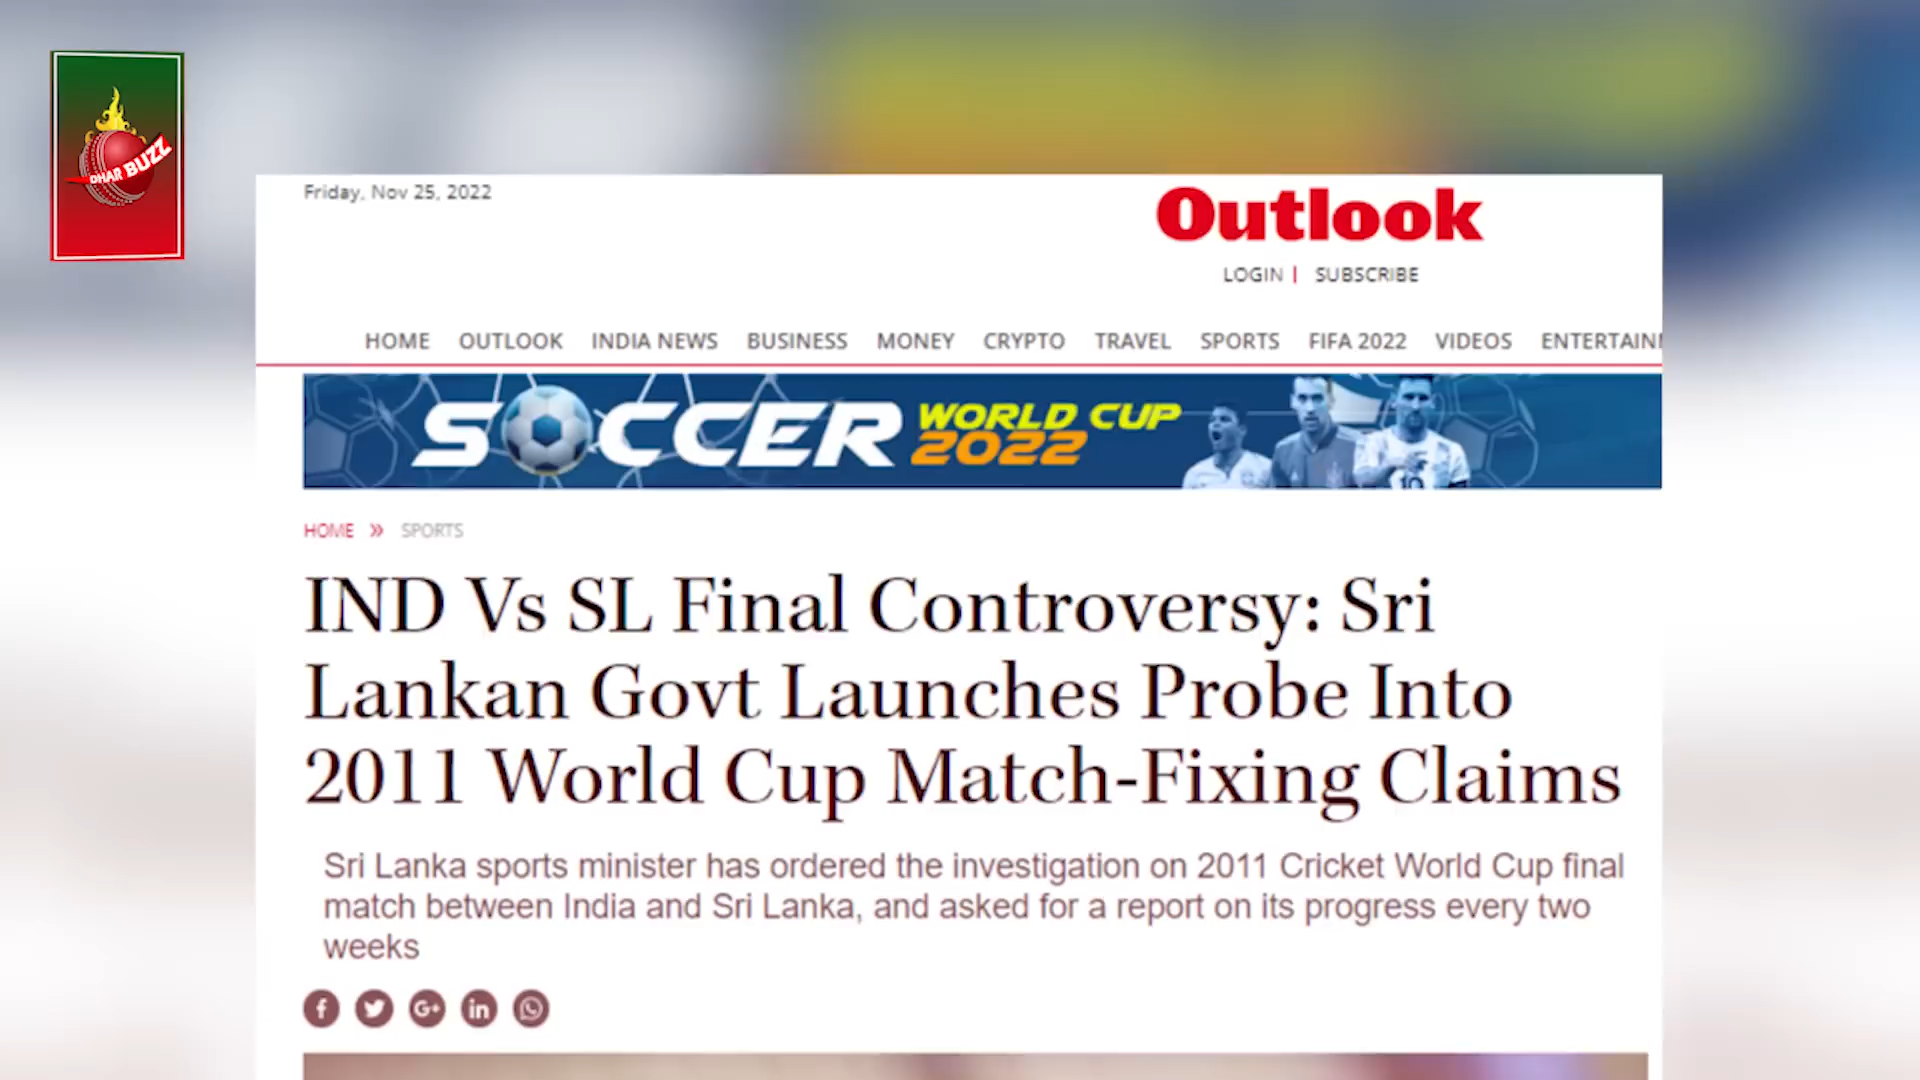 DHAR BUZZ
Friday, Nov 25, 2022
Outlook
LOGIN | SUBSCRIBE
HOME OUTLOOK INDIA NEWS BUSINESS MONEY CRYPTO TRAVEL SPORTS FIFA 2022 VIDEOS ENTERTAINM
SOCCER WORLD CUP
2022
10
HOME » SPORTS
IND Vs SL Final Controversy: Sri
Lankan Govt Launches Probe Into
2011 World Cup Match-Fixing Claims
Sri Lanka sports minister has ordered the investigation on 2011 Cricket World Cup final
match between India and Sri Lanka, and asked for a report on its progress every two
weeks
f G+ in